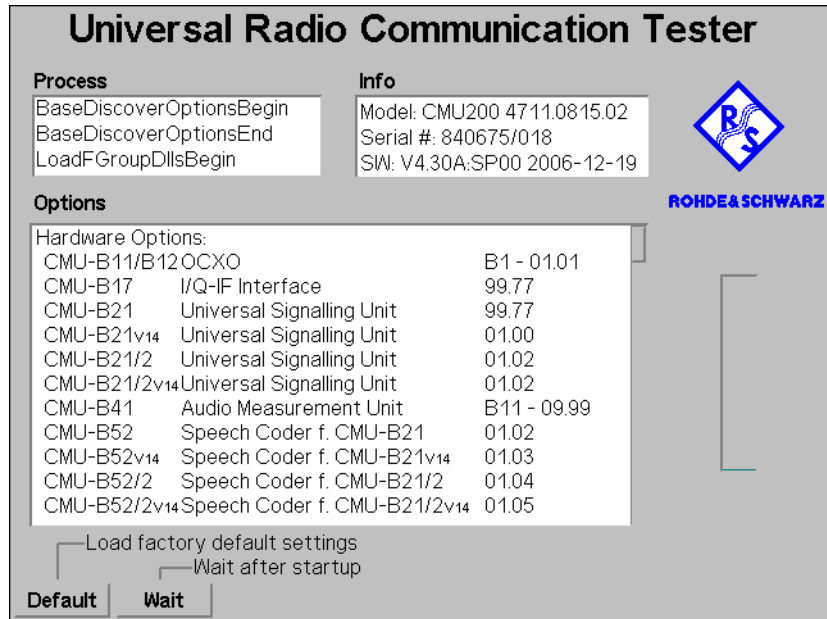 Universal Radio Communication Tester
Process
BaseDiscoverOptionsBegin
BaseDiscoverOptionsEnd
LoadFGroupDllsBegin
Info
Model: CMU200 4711.0815.02
Serial #: 840675/018
SW: V4.30A:SP00 2006-12-19
R S
ROHDE&SCHWARZ
Options
Hardware Options:
CMU-B11/B12 OCXO B1 - 01.01
CMU-B17 I/Q-IF Interface 99.77
CMU-B21 Universal Signalling Unit 99.77
CMU-B21v14 Universal Signalling Unit 01.00
CMU-B21/2 Universal Signalling Unit 01.02
CMU-B21/2v14 Universal Signalling Unit 01.02
CMU-B41 Audio Measurement Unit B11 - 09.99
CMU-B52 Speech Coder f. CMU-B21 01.02
CMU-B52v14 Speech Coder f. CMU-B21v14 01.03
CMU-B52/2 Speech Coder f. CMU-B21/2 01.04
CMU-B52/2v14 Speech Coder f. CMU-B21/2v14 01.05
Load factory default settings
Wait after startup
Default Wait